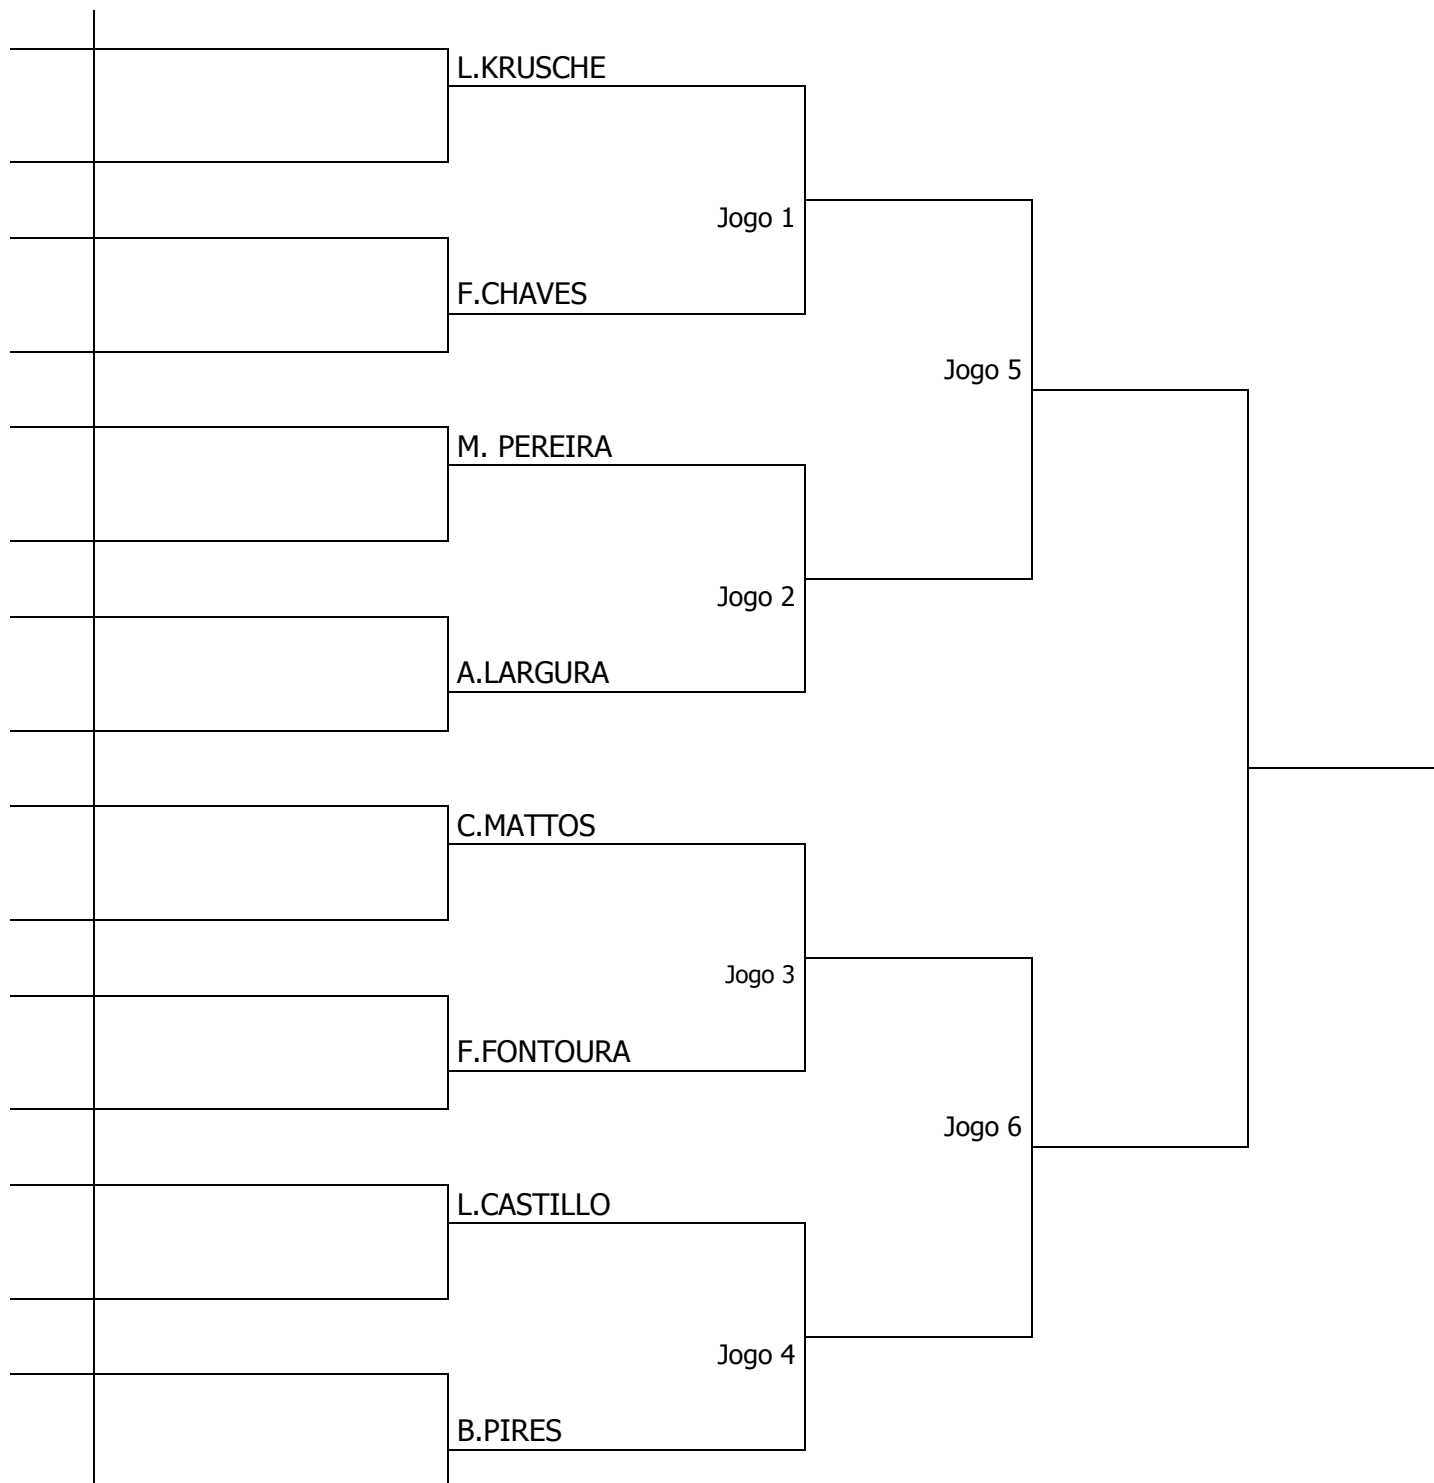 L.KRUSCHE
Jogo 1
F.CHAVES
Jogo 5
M. PEREIRA
Jogo 2
A.LARGURA
C.MATTOS
Jogo 3
F.FONTOURA
Jogo 6
L.CASTILLO
Jogo 4
B.PIRES